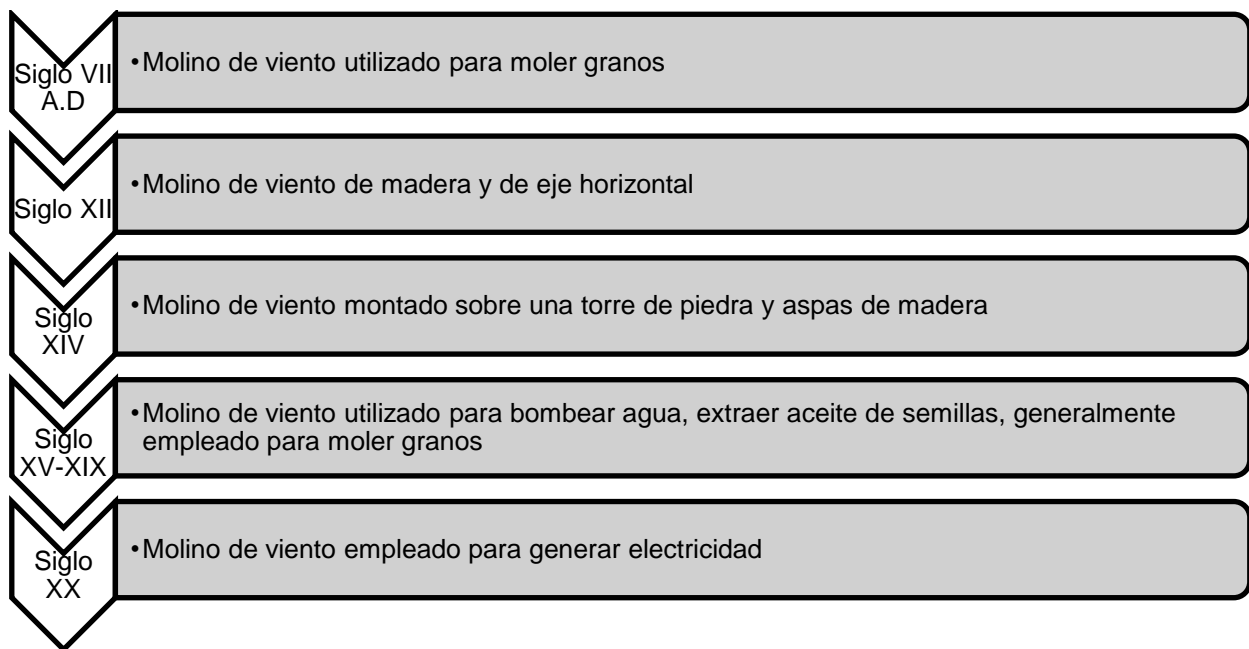 Siglo VII
A.D
•Molino de viento utilizado para moler granos
Siglo XII
•Molino de viento de madera y de eje horizontal
Siglo
XIV
•Molino de viento montado sobre una torre de piedra y aspas de madera
Siglo
XV-XIX
•Molino de viento utilizado para bombear agua, extraer aceite de semillas, generalmente
empleado para moler granos
Siglo
XX
•Molino de viento empleado para generar electricidad